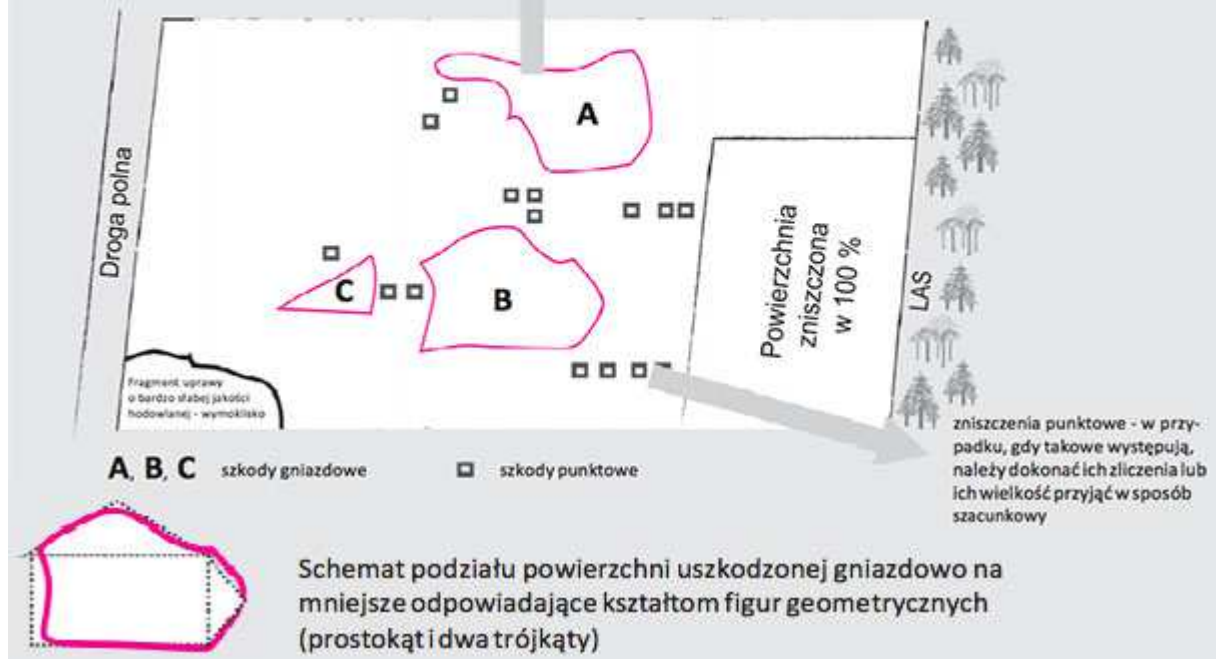 A
Droga polna
C
B
Powierzchnia
zniszczona
w 100 %
LAS
Fragment uprawy
o bardzo słabej jakości
hodowlanej - wymoklisko
zniszczenia punktowe - w przy-
padku, gdy takowe występują,
należy dokonać ich zliczenia lub
ich wielkość przyjąć w sposób
szacunkowy
A, B, C szkody gniazdowe szkody punktowe
Schemat podziału powierzchni uszkodzonej gniazdowo na
mniejsze odpowiadające kształtom figur geometrycznych
(prostokąt i dwa trójkąty)